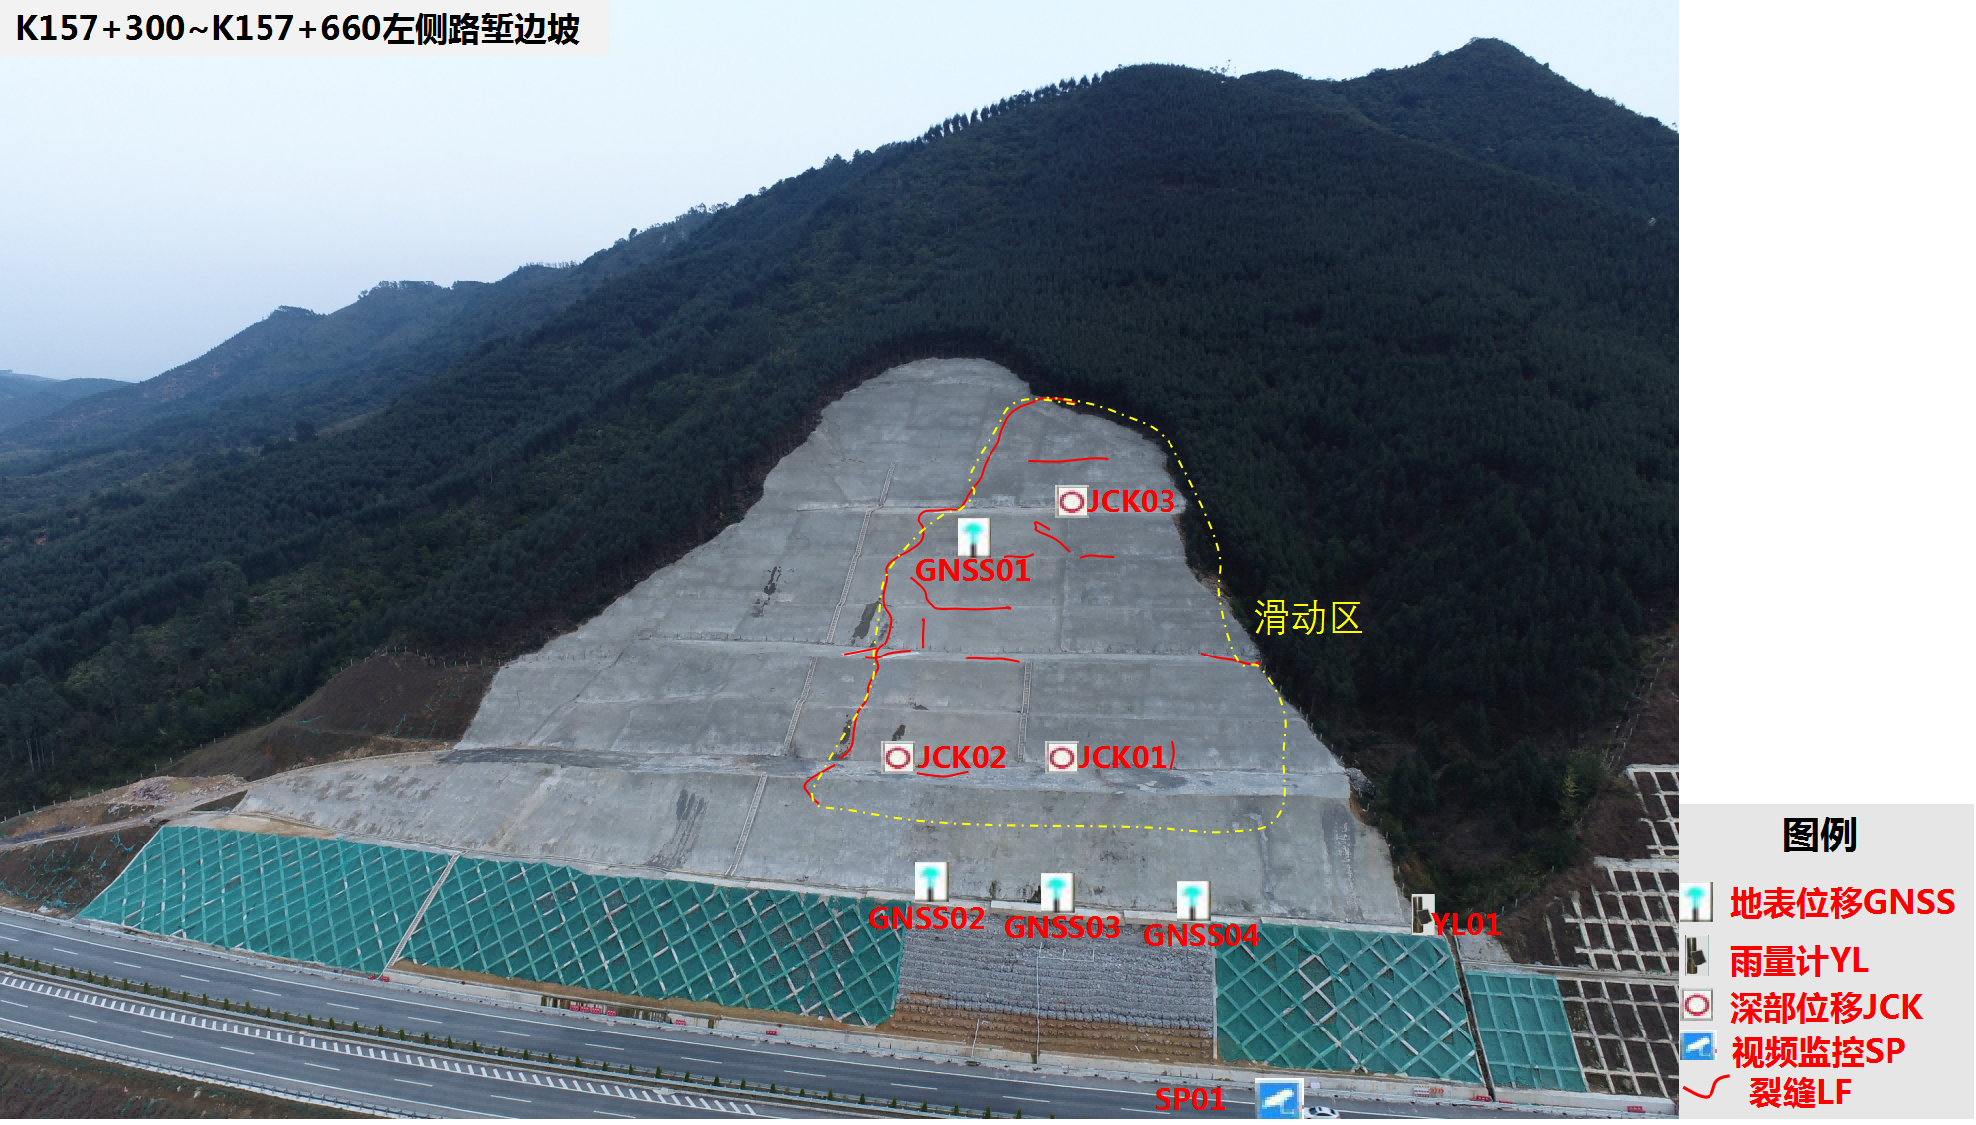 K157+300~K157+660左侧路堑边坡
JCK03
GNSS01
滑动区
JCK02
JCK01
GNSS02
GNSS03
GNSS04
YL01
SP01
图例
地表位移GNSS
雨量计YL
深部位移JCK
视频监控SP
裂缝LF